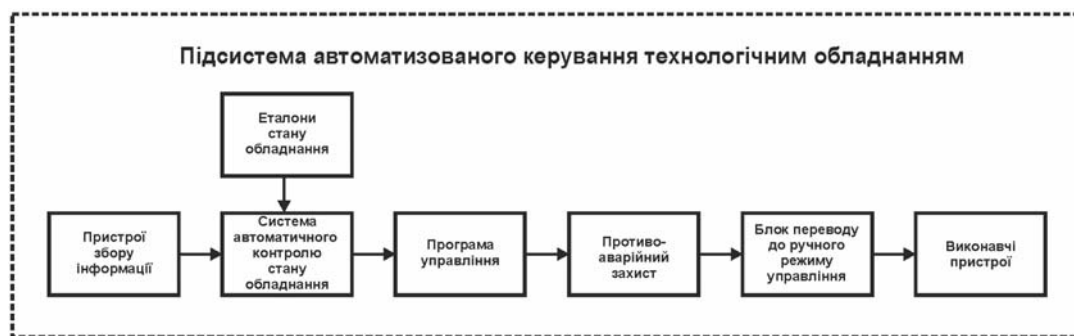 Підсистема автоматизованого керування технологічним обладнанням
Еталони
стану
обладнання
Пристрої
збору
інформації
Система
автоматичного
контролю
стану
обладнання
Програма
управління
Противо-
аварійний
захист
Блок переводу
до ручного
режиму
управління
Виконавчі
пристрої